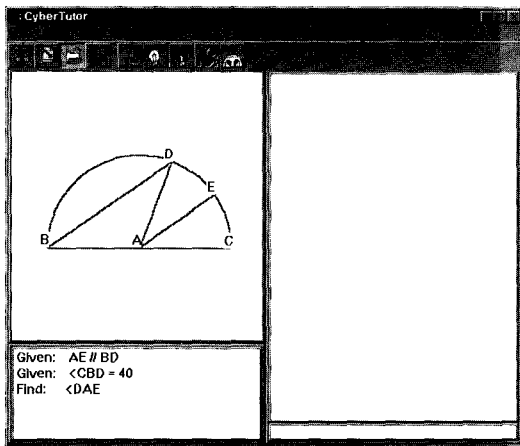 : CyberTutor
D
E
B
A
C
Given: AE // BD
Given: <CBD = 40
Find: <DAE